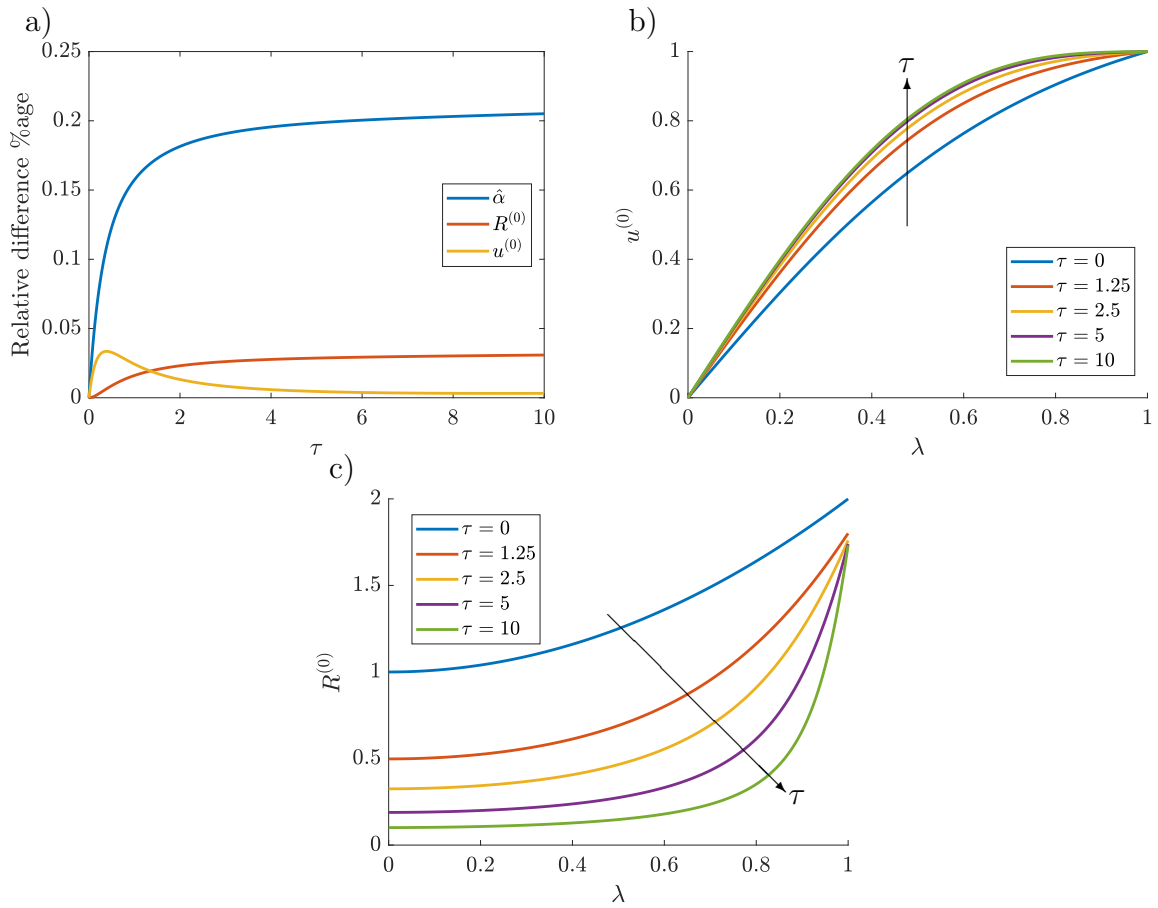 a)
Relative difference %age
0.25
0.2
0.15
0.1
0.05
0
0 2 4 6 8 10
τ
α̂
R^{(0)}
u^{(0)}
b)
u^{(0)}
1
0.8
0.6
0.4
0.2
0
0 0.2 0.4 0.6 0.8 1
λ
τ
τ = 0
τ = 1.25
τ = 2.5
τ = 5
τ = 10
c)
R^{(0)}
2
1.5
1
0.5
0
0 0.2 0.4 0.6 0.8 1
λ
τ = 0
τ = 1.25
τ = 2.5
τ = 5
τ = 10
τ